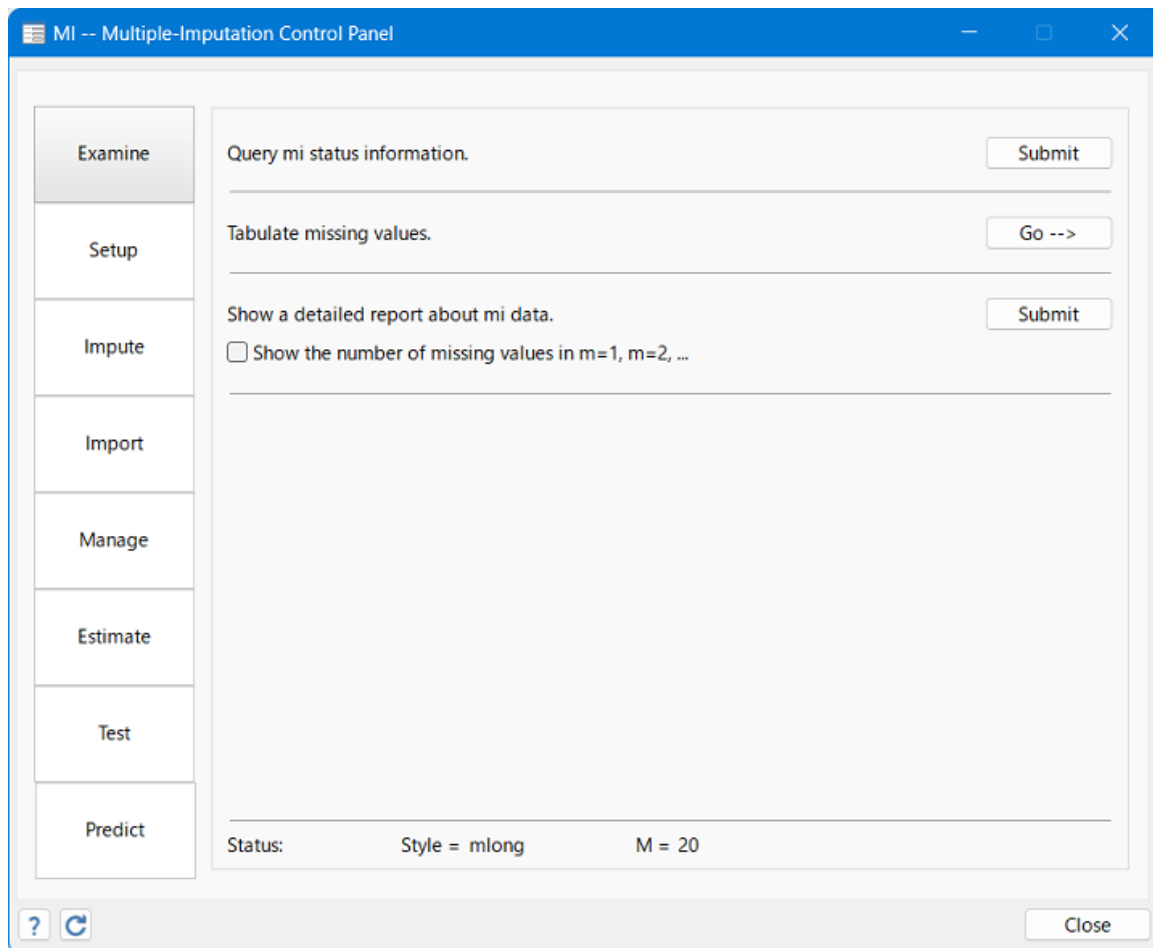 MI -- Multiple-Imputation Control Panel
Examine
Setup
Impute
Import
Manage
Estimate
Test
Predict
Query mi status information. Submit
Tabulate missing values. Go -->
Show a detailed report about mi data. Submit
Show the number of missing values in m=1, m=2, ...
Status: Style = mlong M = 20
? Close